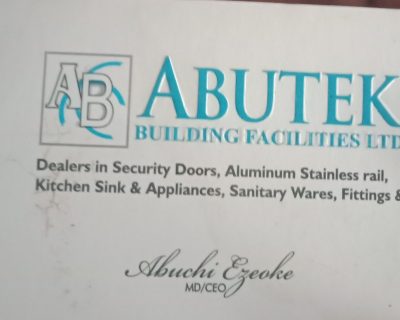 AB
ABUTEK
BUILDING FACILITIES LTD
Dealers in Security Doors, Aluminum Stainless rail,
Kitchen Sink & Appliances, Sanitary Wares, Fittings &
Abuchi Ezeoke
MD/CEO